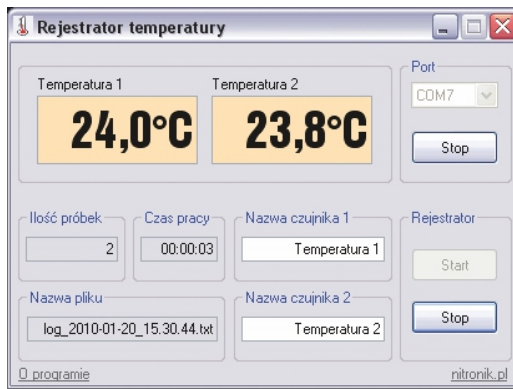 Rejestrator temperatury
Temperatura 1
Temperatura 2
24,0°C
23,8°C
Port
COM7
Stop
Ilość próbek
2
Czas pracy
00:00:03
Nazwa czujnika 1
Temperatura 1
Rejestrator
Start
Nazwa pliku
log_2010-01-20_15.30.44.txt
Nazwa czujnika 2
Temperatura 2
Stop
O programie
nitronik.pl